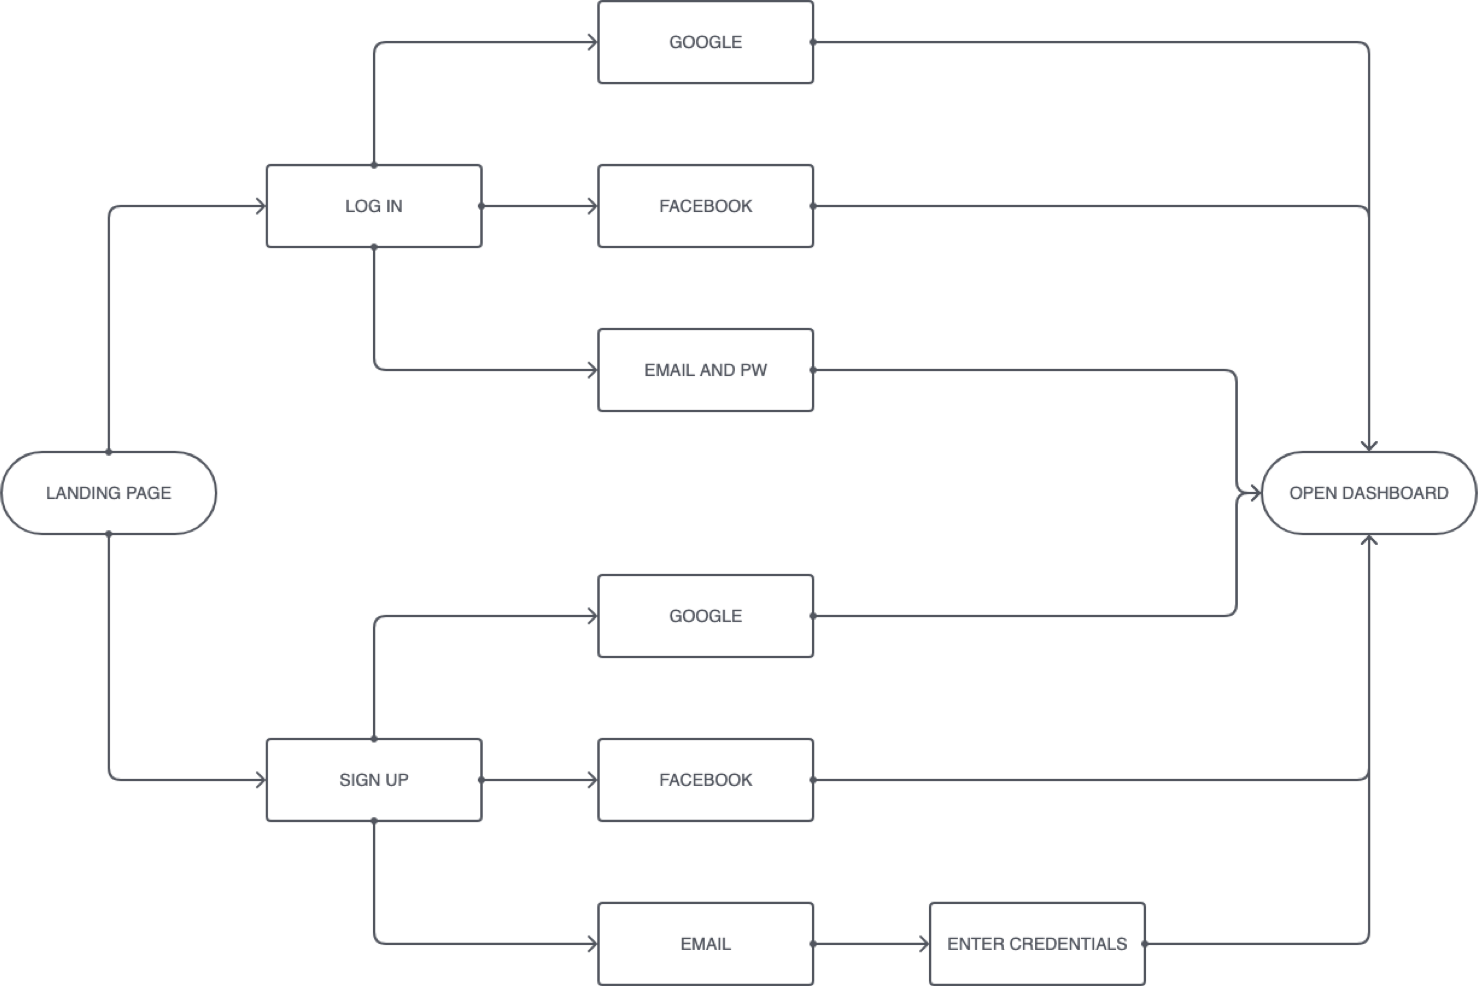 GOOGLE
LOG IN
FACEBOOK
EMAIL AND PW
LANDING PAGE
OPEN DASHBOARD
GOOGLE
SIGN UP
FACEBOOK
EMAIL
ENTER CREDENTIALS